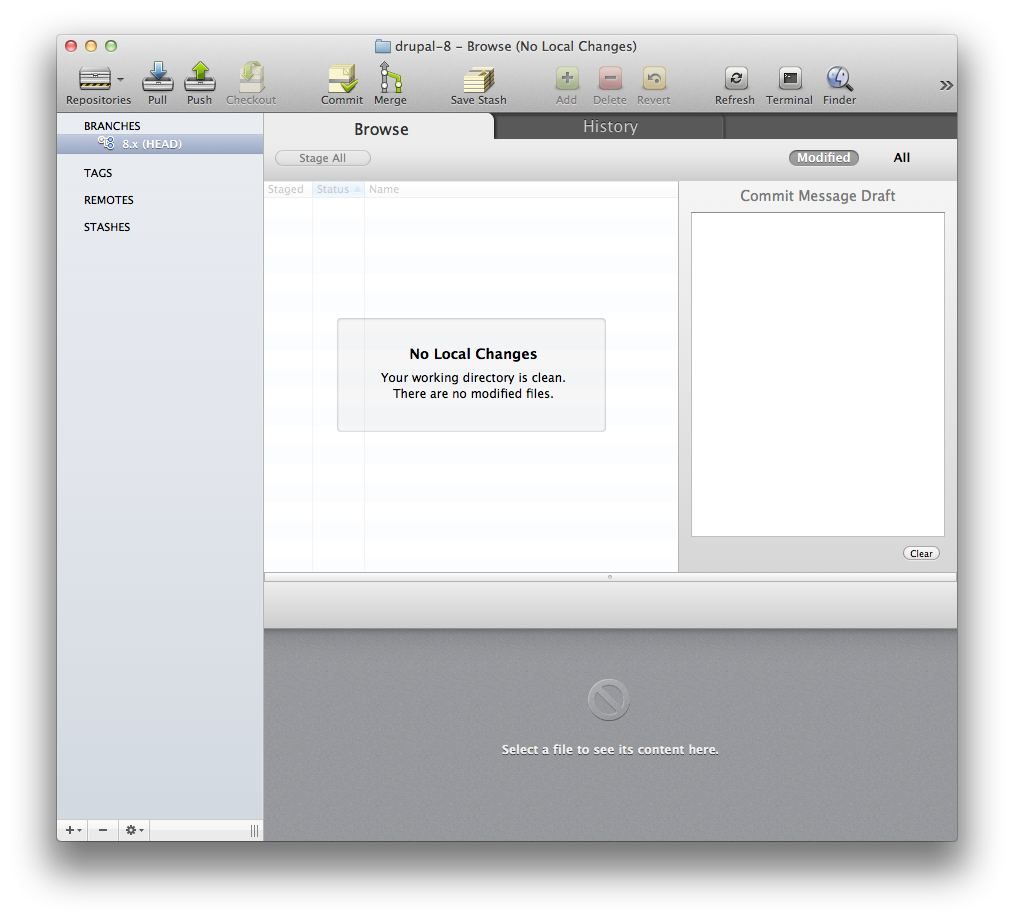 drupal-8 – Browse (No Local Changes)
Repositories Pull Push Checkout Commit Merge Save Stash Add Delete Revert Refresh Terminal Finder »
BRANCHES
8.x (HEAD)
TAGS
REMOTES
STASHES
Browse History
Stage All Modified All
Staged Status Name
Commit Message Draft
No Local Changes
Your working directory is clean.
There are no modified files.
Clear
Select a file to see its content here.